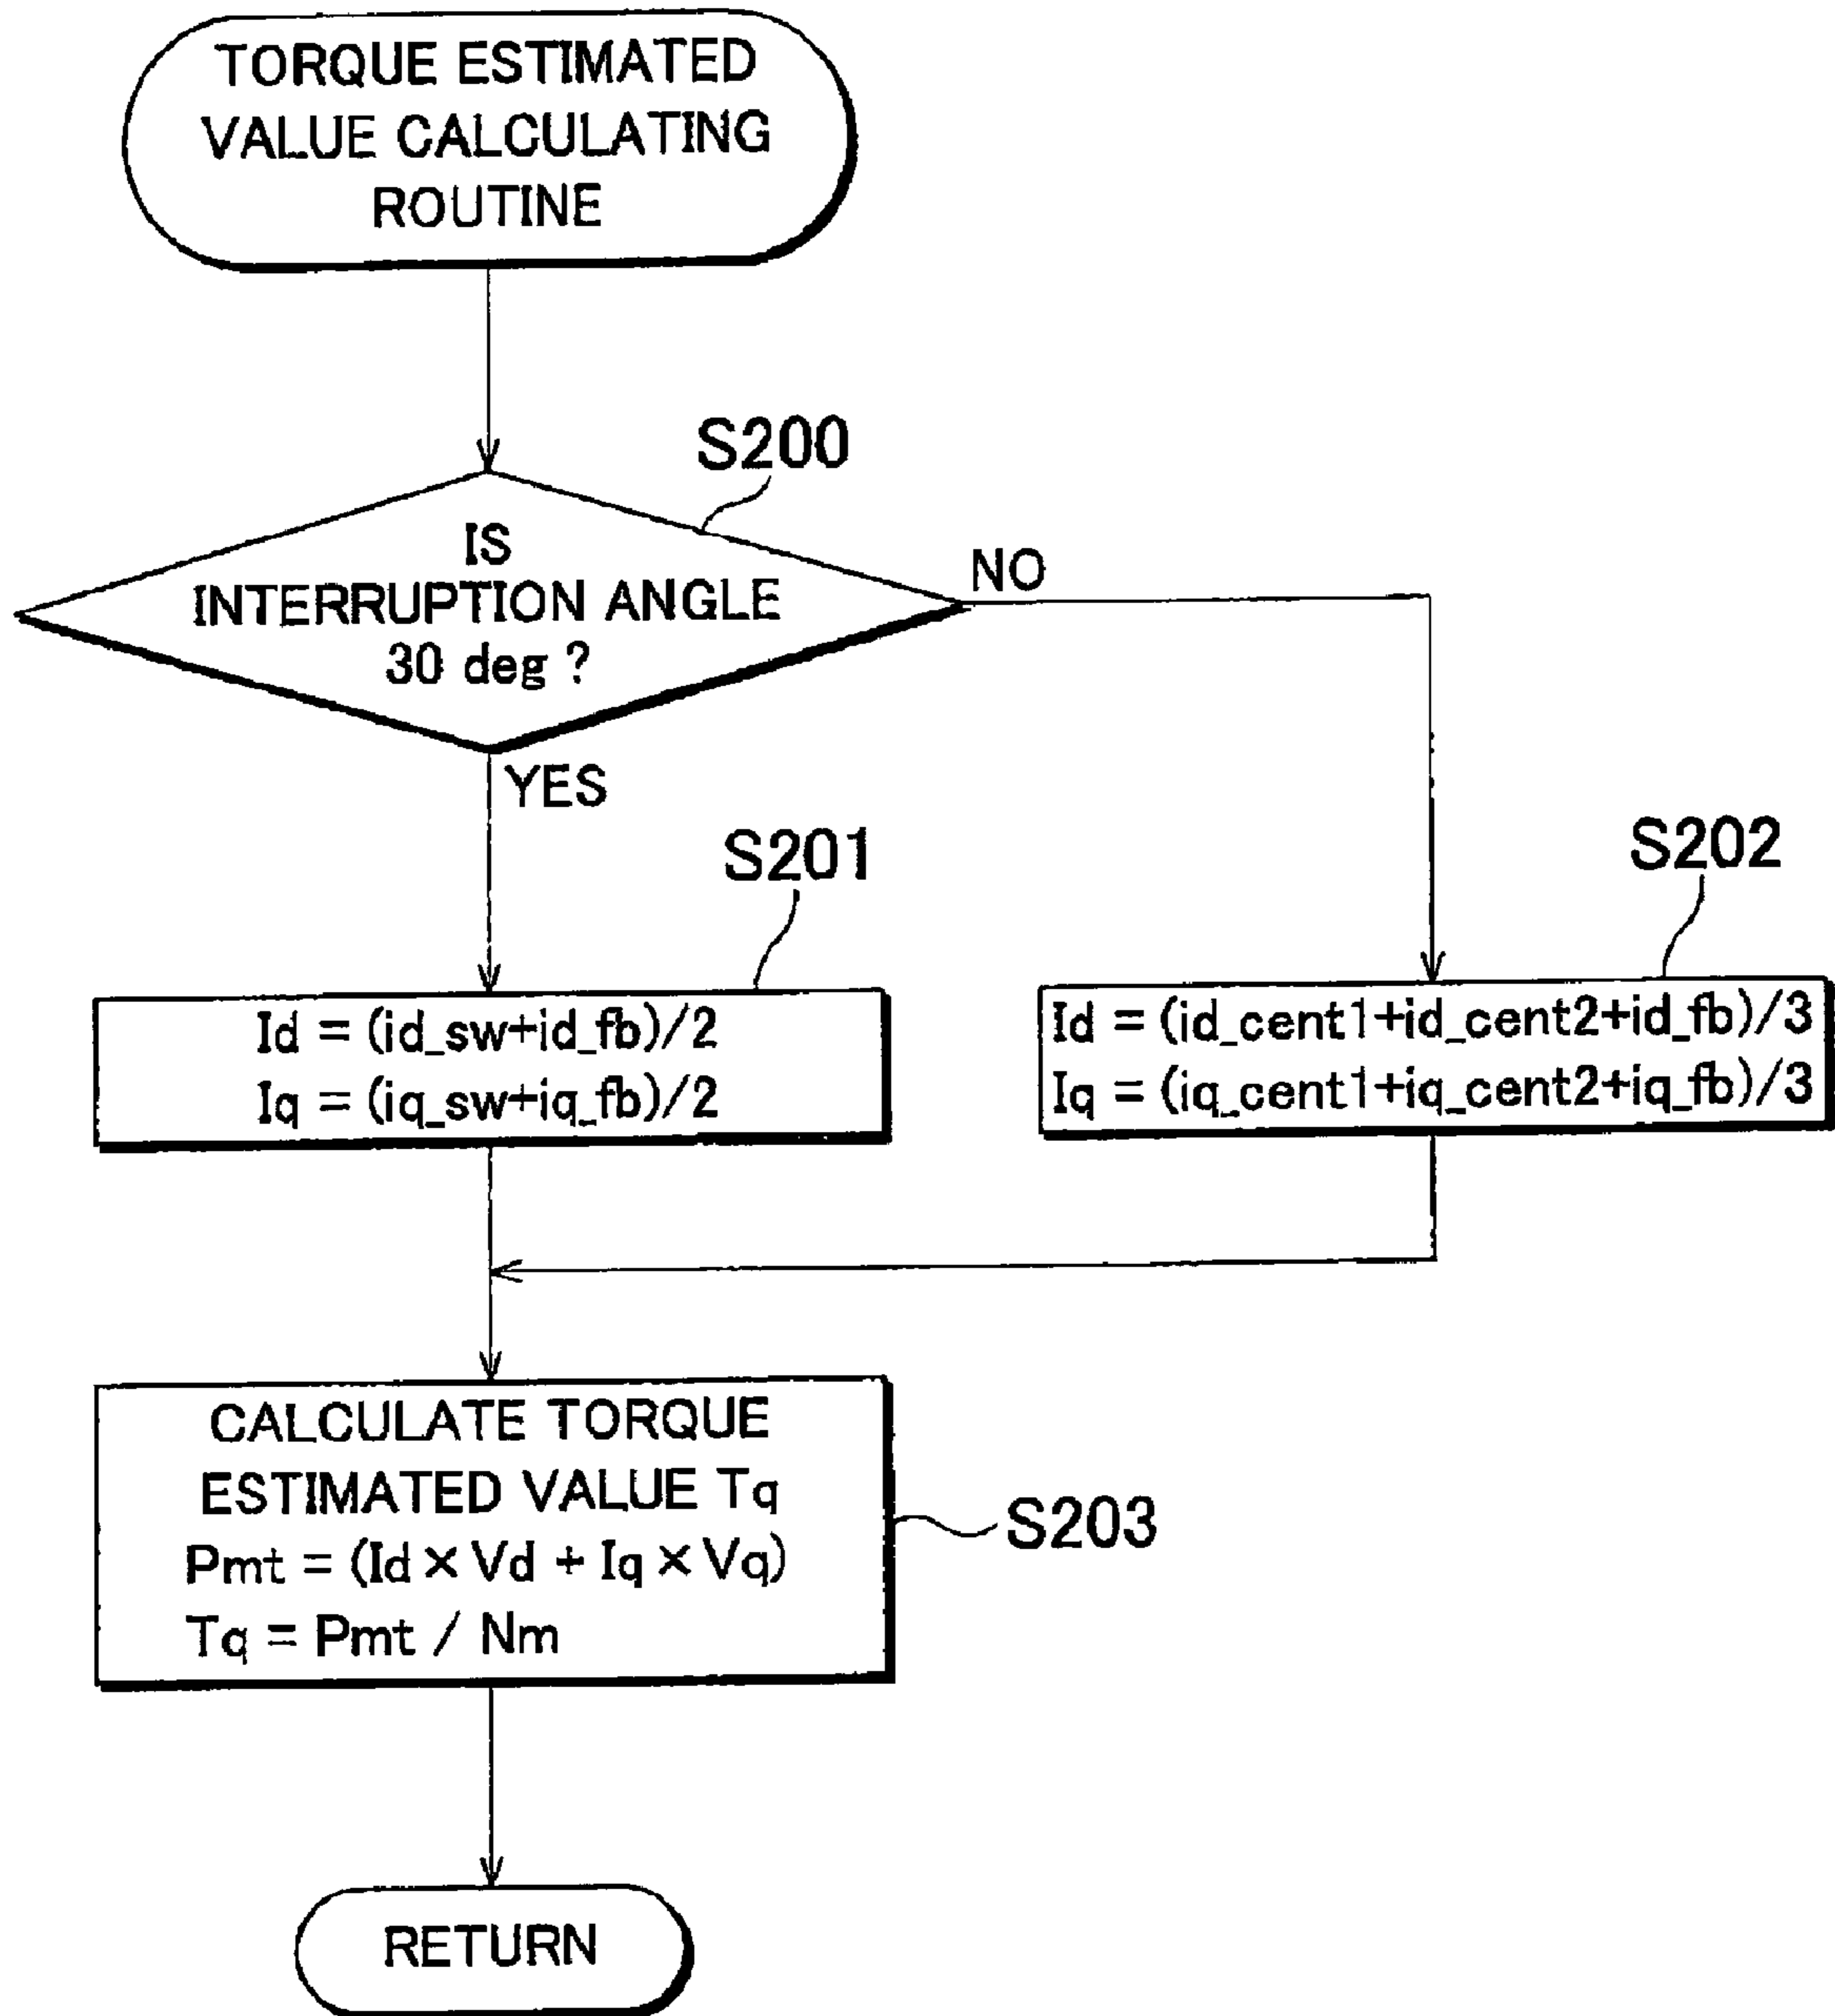 TORQUE ESTIMATED
VALUE CALCULATING
ROUTINE
S200
IS
INTERRUPTION ANGLE
30 deg ?
NO
YES
S201
S202
Id = (id_sw+id_fb)/2
Iq = (iq_sw+iq_fb)/2
Id = (id_cent1+id_cent2+id_fb)/3
Iq = (iq_cent1+iq_cent2+iq_fb)/3
CALCULATE TORQUE
ESTIMATED VALUE Tq
Pmt = (Id × Vd + Iq × Vq)
Tq = Pmt / Nm
S203
RETURN